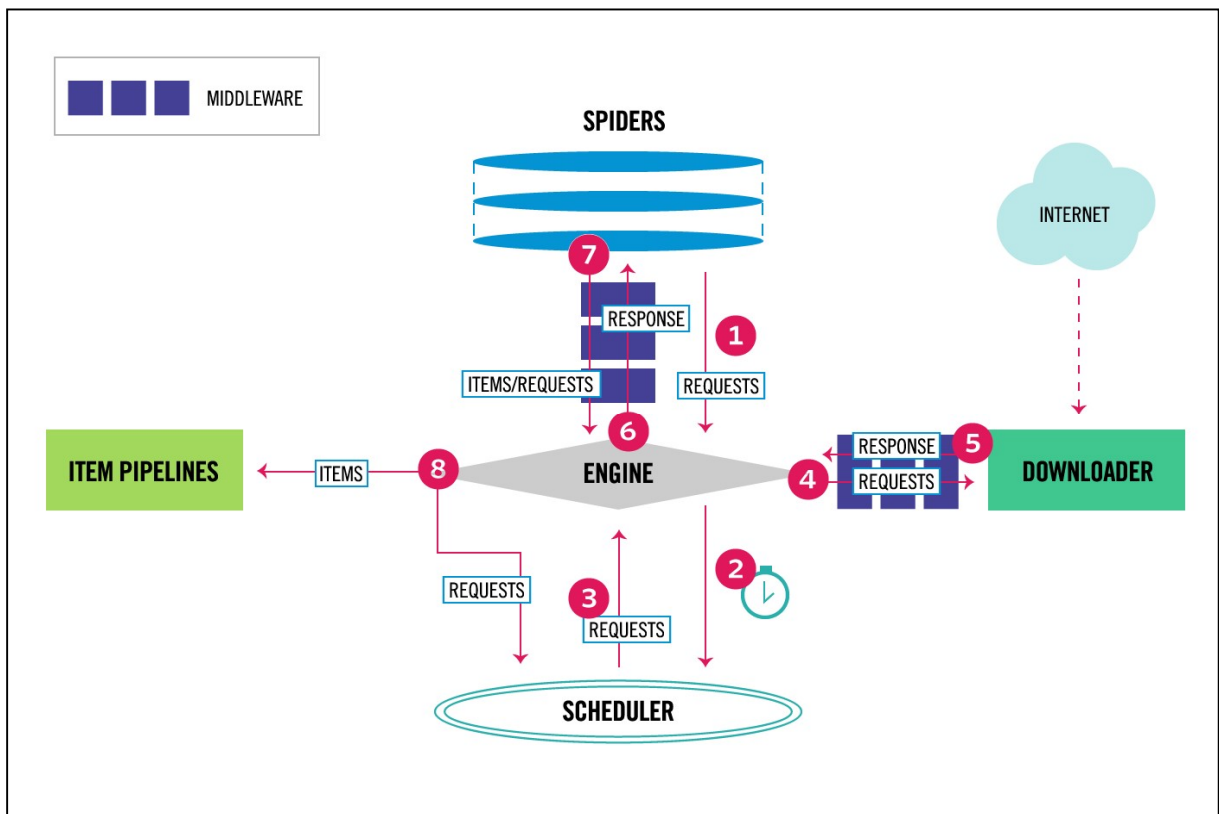 MIDDLEWARE
SPIDERS
INTERNET
7
RESPONSE
1
ITEMS/REQUESTS
REQUESTS
6
RESPONSE
5
ITEM PIPELINES
ITEMS
8
ENGINE
4
REQUESTS
DOWNLOADER
2
REQUESTS
3
REQUESTS
SCHEDULER